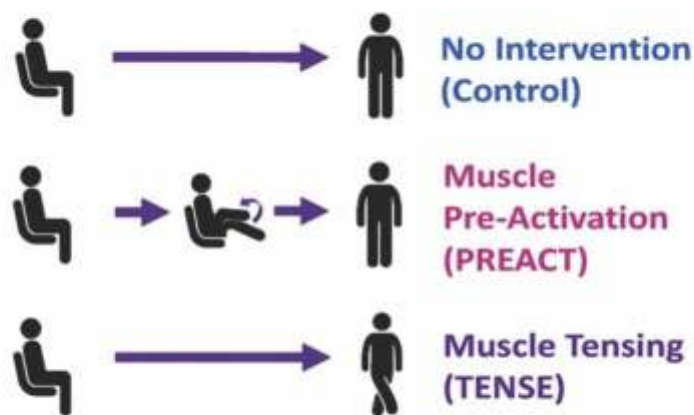 No Intervention
(Control)
Muscle
Pre-Activation
(PREACT)
Muscle Tensing
(TENSE)